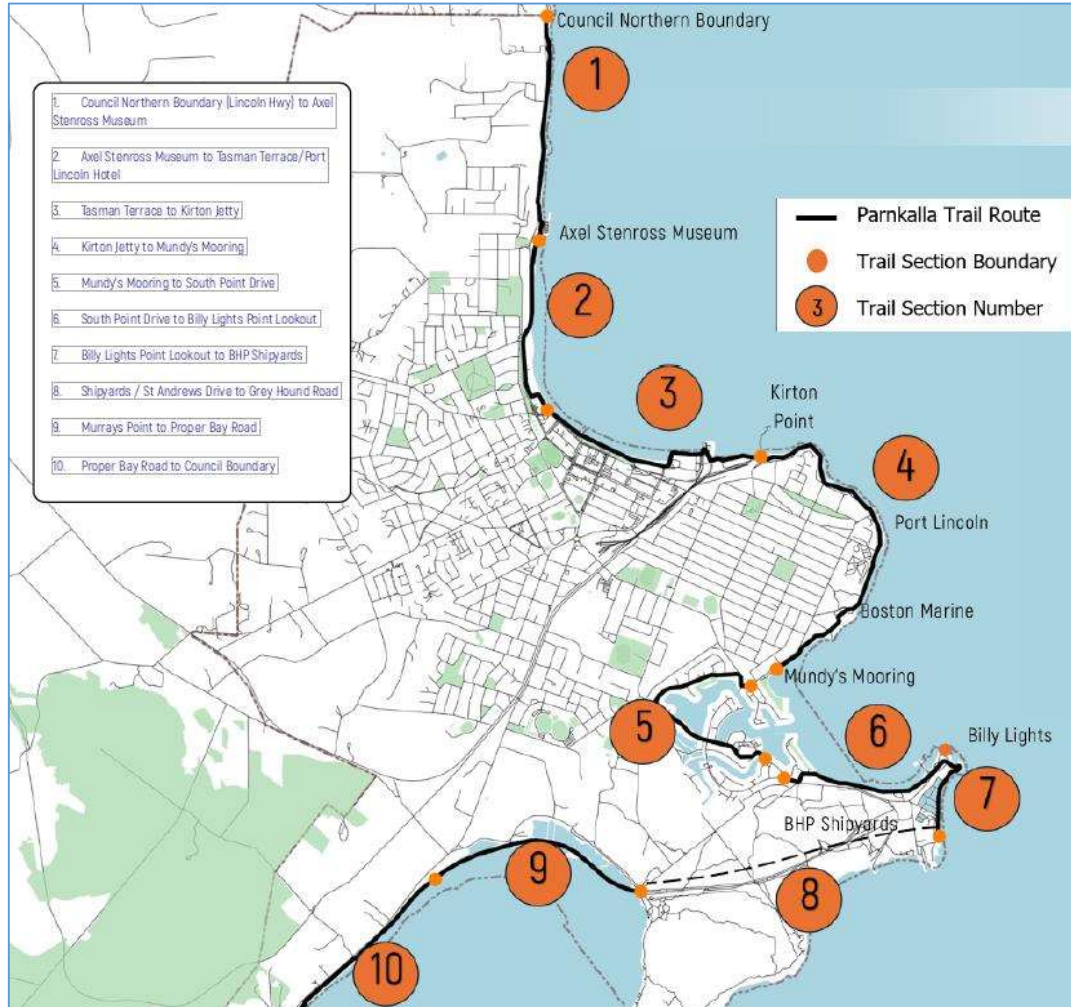 Council Northern Boundary
1
1. Council Northern Boundary (Lincoln Hwy) to Axel
Stenross Museum
2. Axel Stenross Museum to Tasman Terrace/Port
Lincoln Hotel
3. Tasman Terrace to Kirton Jetty
4. Kirton Jetty to Mundy's Mooring
5. Mundy's Mooring to South Point Drive
6. South Point Drive to Billy Lights Point Lookout
7. Billy Lights Point Lookout to BHP Shipyards
8. Shipyards / St Andrews Drive to Grey Hound Road
9. Murrays Point to Proper Bay Road
10. Proper Bay Road to Council Boundary
Parnkalla Trail Route
Trail Section Boundary
3 Trail Section Number
Axel Stenross Museum
2
3
Kirton
Point
4
Port Lincoln
Boston Marine
Mundy's Mooring
5
6
Billy Lights
7
BHP Shipyards
8
9
10